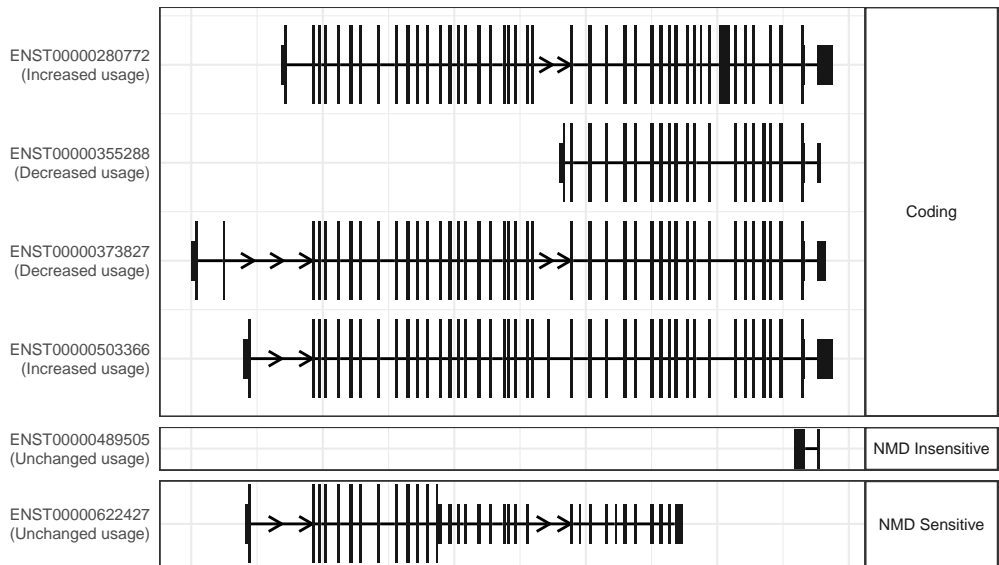 ENST00000280772
(Increased usage)
ENST00000355288
(Decreased usage)
ENST00000373827
(Decreased usage)
ENST00000503366
(Increased usage)
Coding
ENST00000489505
(Unchanged usage)
NMD Insensitive
ENST00000622427
(Unchanged usage)
NMD Sensitive